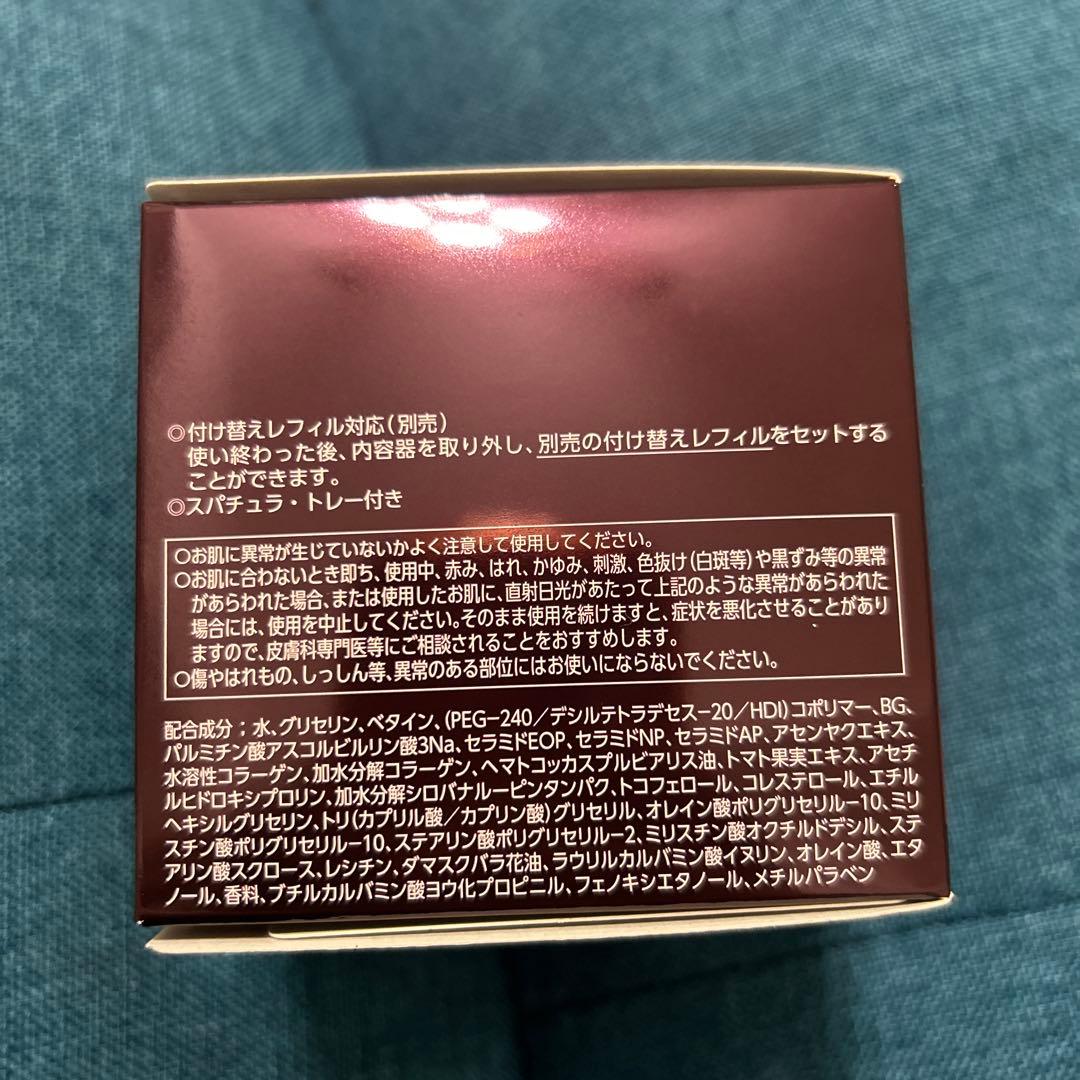 ◎付け替えレフィル対応(別売)
使い終わった後、内容器を取り外し、別売の付け替えレフィルをセットする
ことができます。
◎スパチュラ・トレー付き
○お肌に異常が生じていないかよく注意して使用してください。
○お肌に合わないとき即ち、使用中、赤み、はれ、かゆみ、刺激、色抜け(白斑等)や黒ずみ等の異常
があらわれた場合、または使用したお肌に、直射日光があたって上記のような異常があらわれた
場合には、使用を中止してください。そのまま使用を続けますと、症状を悪化させることがあり
ますので、皮膚科専門医等にご相談されることをおすすめします。
○傷やはれもの、しっしん等、異常のある部位にはお使いにならないでください。
配合成分：水、グリセリン、ベタイン、(PEG-240／デシルテトラデセス-20／HDI)コポリマー、BG、
パルミチン酸アスコルビルリン酸3Na、セラミドEOP、セラミドNP、セラミドAP、アセンヤクエキス、
水溶性コラーゲン、加水分解コラーゲン、ヘマトコッカスプルビアリス油、トマト果実エキス、アセチ
ルヒドロキシプロリン、加水分解シロバナルーピンタンパク、トコフェロール、コレステロール、エチル
ヘキシルグリセリン、トリ(カプリル酸／カプリン酸)グリセリル、オレイン酸ポリグリセリル-10、ミリ
スチン酸ポリグリセリル-10、ステアリン酸ポリグリセリル-2、ミリスチン酸オクチルドデシル、ステ
アリン酸スクロース、レシチン、ダマスクバラ花油、ラウリルカルバミン酸イヌリン、オレイン酸、エタ
ノール、香料、ブチルカルバミン酸ヨウ化プロピニル、フェノキシエタノール、メチルパラベン